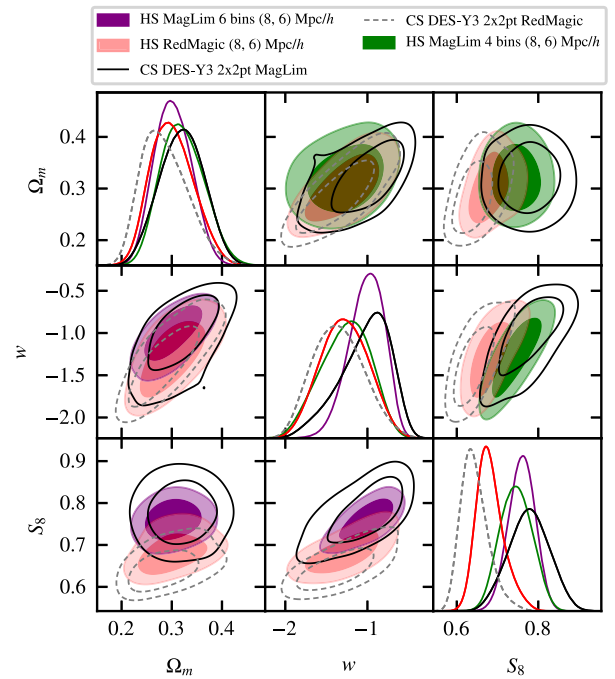 HS MagLim 6 bins (8, 6) Mpc/h
CS DES-Y3 2x2pt RedMagic
HS RedMagic (8, 6) Mpc/h
HS MagLim 4 bins (8, 6) Mpc/h
CS DES-Y3 2x2pt MagLim
Ωm
0.4
0.3
0.2
w
−0.5
−1.0
−1.5
−2.0
S8
0.9
0.8
0.7
0.6
0.2 0.3 0.4
−2 −1
0.6 0.8
Ωm w S8